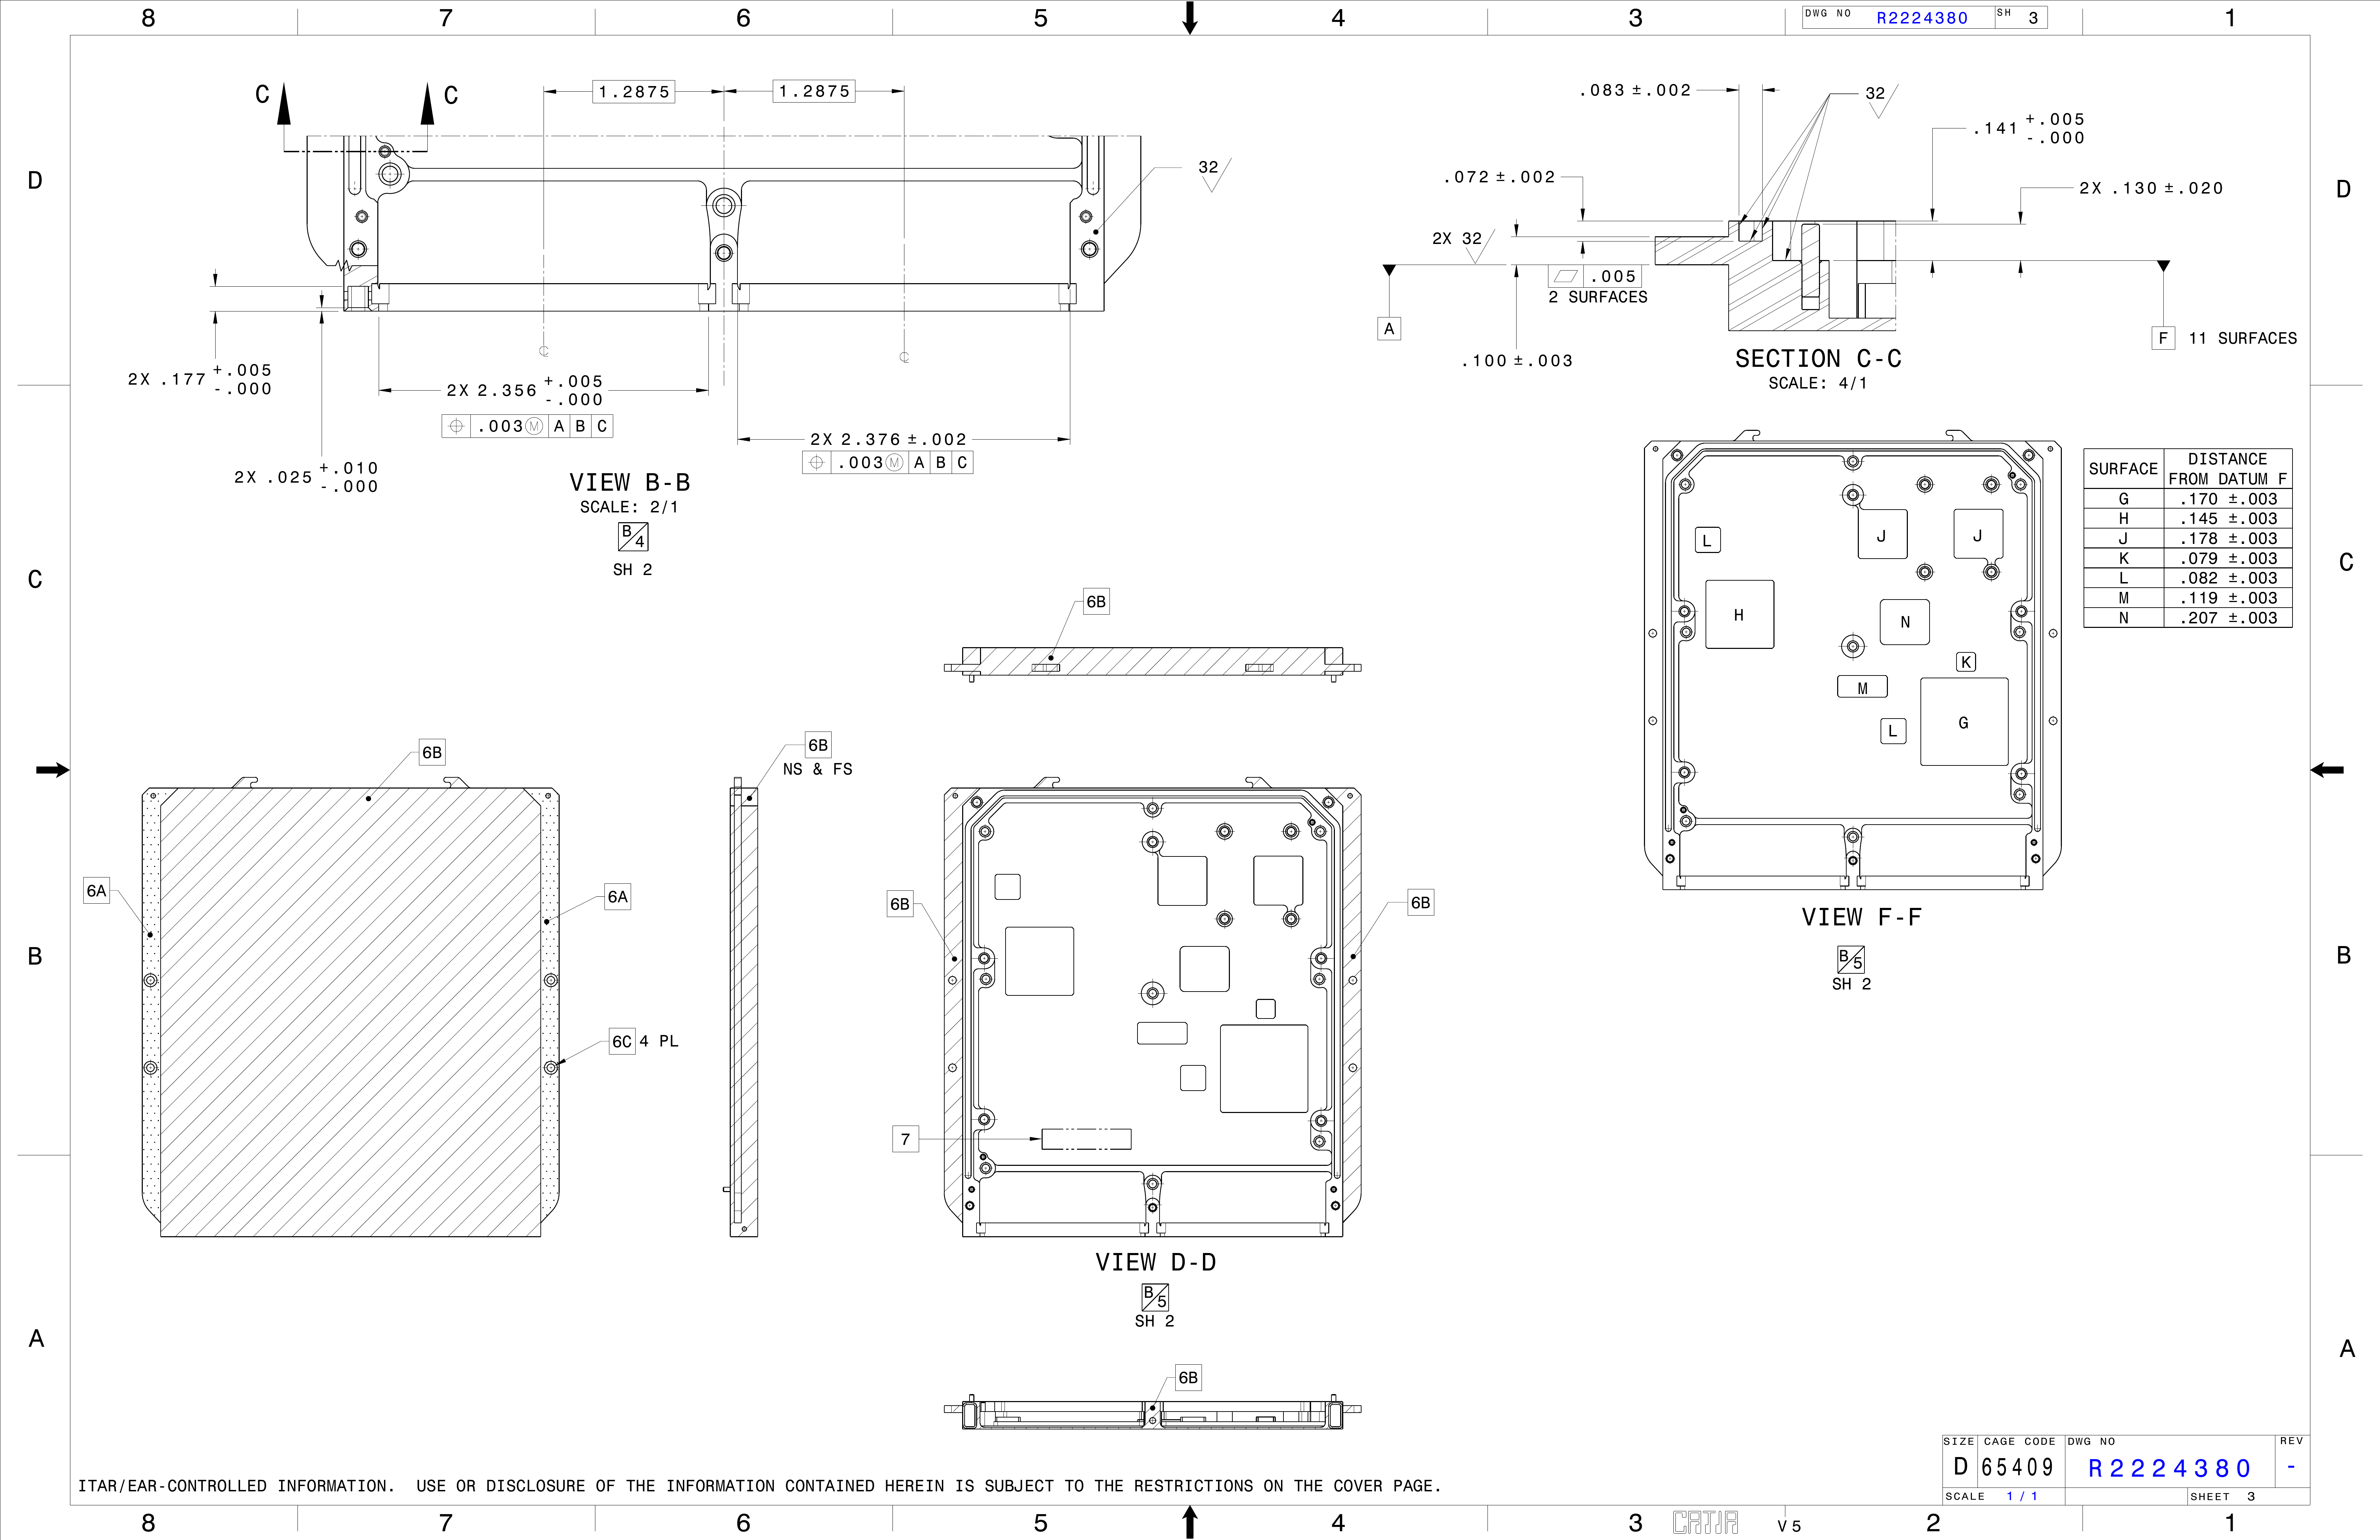 8 7 6 5 4 3 1
DWG NO R2224380 SH 3
D
C C
1.2875 1.2875
32
2X .177 +.005 -.000
2X .025 +.010 -.000
2X 2.356 +.005 -.000
⌖ .003 Ⓜ A B C
2X 2.376 ±.002
⌖ .003 Ⓜ A B C
VIEW B-B
SCALE: 2/1
B/4
SH 2
.083 ±.002
32
.141 +.005 -.000
.072 ±.002
2X .130 ±.020
2X 32
⏥ .005
2 SURFACES
A
F 11 SURFACES
.100 ±.003
SECTION C-C
SCALE: 4/1
D
SURFACE DISTANCE FROM DATUM F
G .170 ±.003
H .145 ±.003
J .178 ±.003
K .079 ±.003
L .082 ±.003
M .119 ±.003
N .207 ±.003
C
C
L J J
H N
K
M
L G
VIEW F-F
B/5
SH 2
6B
6B
6B
NS & FS
6A
6A
6C 4 PL
6B
6B
7
VIEW D-D
B/5
SH 2
6B
B
B
A
A
ITAR/EAR-CONTROLLED INFORMATION. USE OR DISCLOSURE OF THE INFORMATION CONTAINED HEREIN IS SUBJECT TO THE RESTRICTIONS ON THE COVER PAGE.
SIZE CAGE CODE DWG NO REV
D 65409 R2224380 -
SCALE 1 / 1 SHEET 3
8 7 6 5 4 3 CATIA V5 2 1